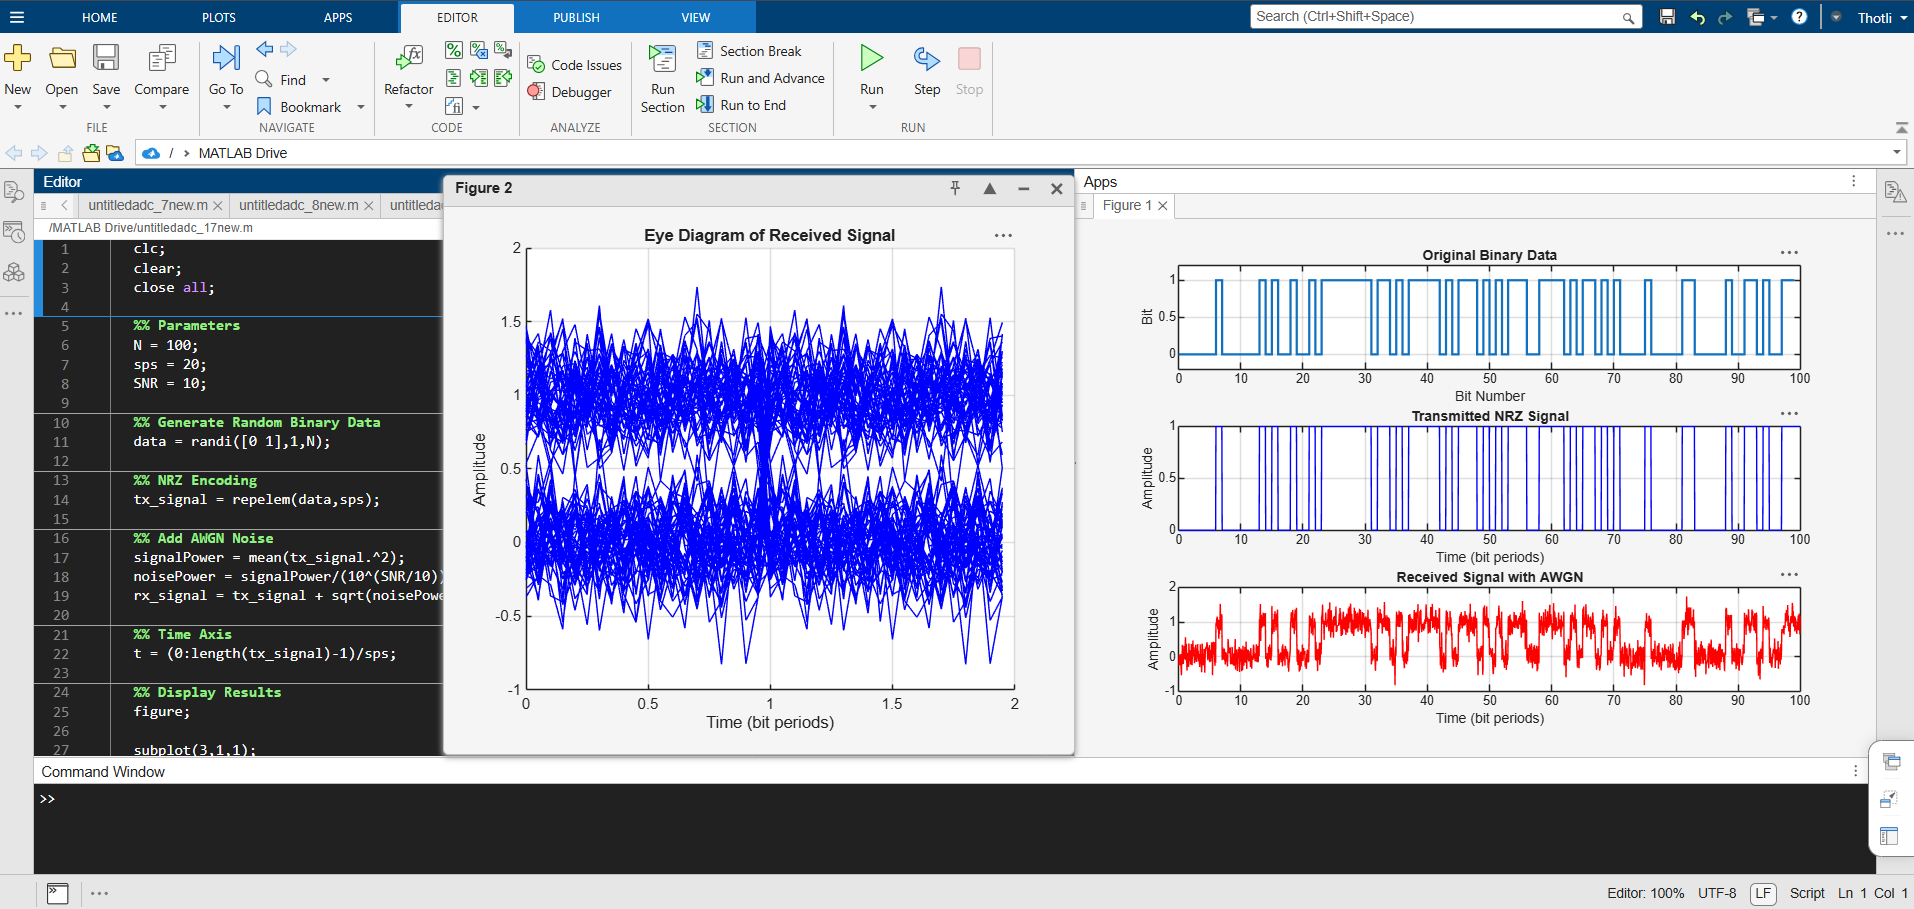 HOME PLOTS APPS EDITOR PUBLISH VIEW
Search (Ctrl+Shift+Space)
Thotli
New Open Save Compare
FILE
Go To Find Bookmark
NAVIGATE
Refactor
CODE
Code Issues
Debugger
ANALYZE
Run Section
Section Break
Run and Advance
Run to End
SECTION
Run Step Stop
RUN
/ › MATLAB Drive
Editor
untitledadc_7new.m untitledadc_8new.m untitleda
/MATLAB Drive/untitledadc_17new.m
1 clc;
2 clear;
3 close all;
4
5 %% Parameters
6 N = 100;
7 sps = 20;
8 SNR = 10;
9
10 %% Generate Random Binary Data
11 data = randi([0 1],1,N);
12
13 %% NRZ Encoding
14 tx_signal = repelem(data,sps);
15
16 %% Add AWGN Noise
17 signalPower = mean(tx_signal.^2);
18 noisePower = signalPower/(10^(SNR/10))
19 rx_signal = tx_signal + sqrt(noisePowe
20
21 %% Time Axis
22 t = (0:length(tx_signal)-1)/sps;
23
24 %% Display Results
25 figure;
26
27 subplot(3,1,1);
Figure 2
Eye Diagram of Received Signal
2
1.5
1
0.5
0
-0.5
-1
Amplitude
0 0.5 1 1.5 2
Time (bit periods)
Apps
Figure 1
Original Binary Data
1
0.5
0
Bit
0 10 20 30 40 50 60 70 80 90 100
Bit Number
Transmitted NRZ Signal
1
0.5
0
Amplitude
0 10 20 30 40 50 60 70 80 90 100
Time (bit periods)
Received Signal with AWGN
2
1
0
-1
Amplitude
0 10 20 30 40 50 60 70 80 90 100
Time (bit periods)
Command Window
>>
Editor: 100% UTF-8 LF Script Ln 1 Col 1